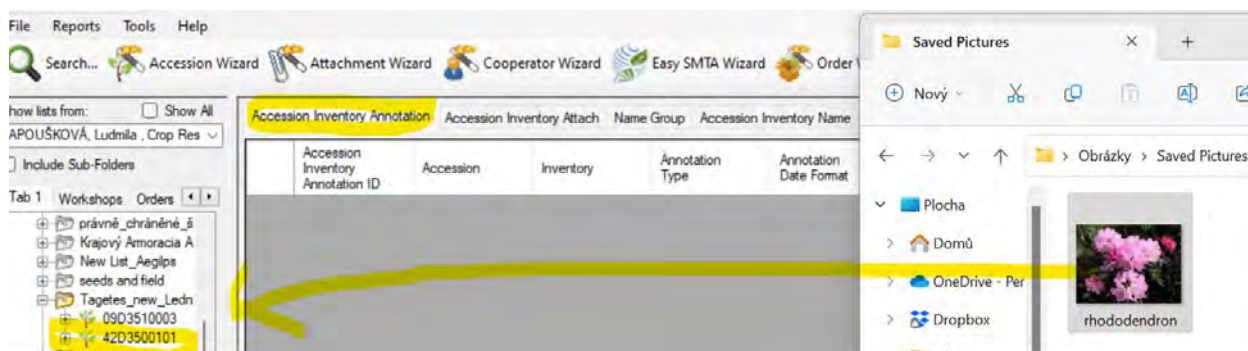 File Reports Tools Help
Search... Accession Wizard Attachment Wizard Cooperator Wizard Easy SMTA Wizard Order
how lists from: Show All
APOUŠKOVÁ, Ludmila , Crop Res
Include Sub-Folders
Tab 1 Workshops Orders
právně_chráněné_š
Krajový Armoracia A
New List_Aegilps
seeds and field
Tagetes_new_Ledn
09D3510003
42D3500101
Accession Inventory Annotation Accession Inventory Attach Name Group Accession Inventory Name
Accession Inventory Annotation ID Accession Inventory Annotation Type Annotation Date Format
Saved Pictures
Nový
Obrázky > Saved Pictures
Plocha
Domů
OneDrive - Per
Dropbox
rhododendron